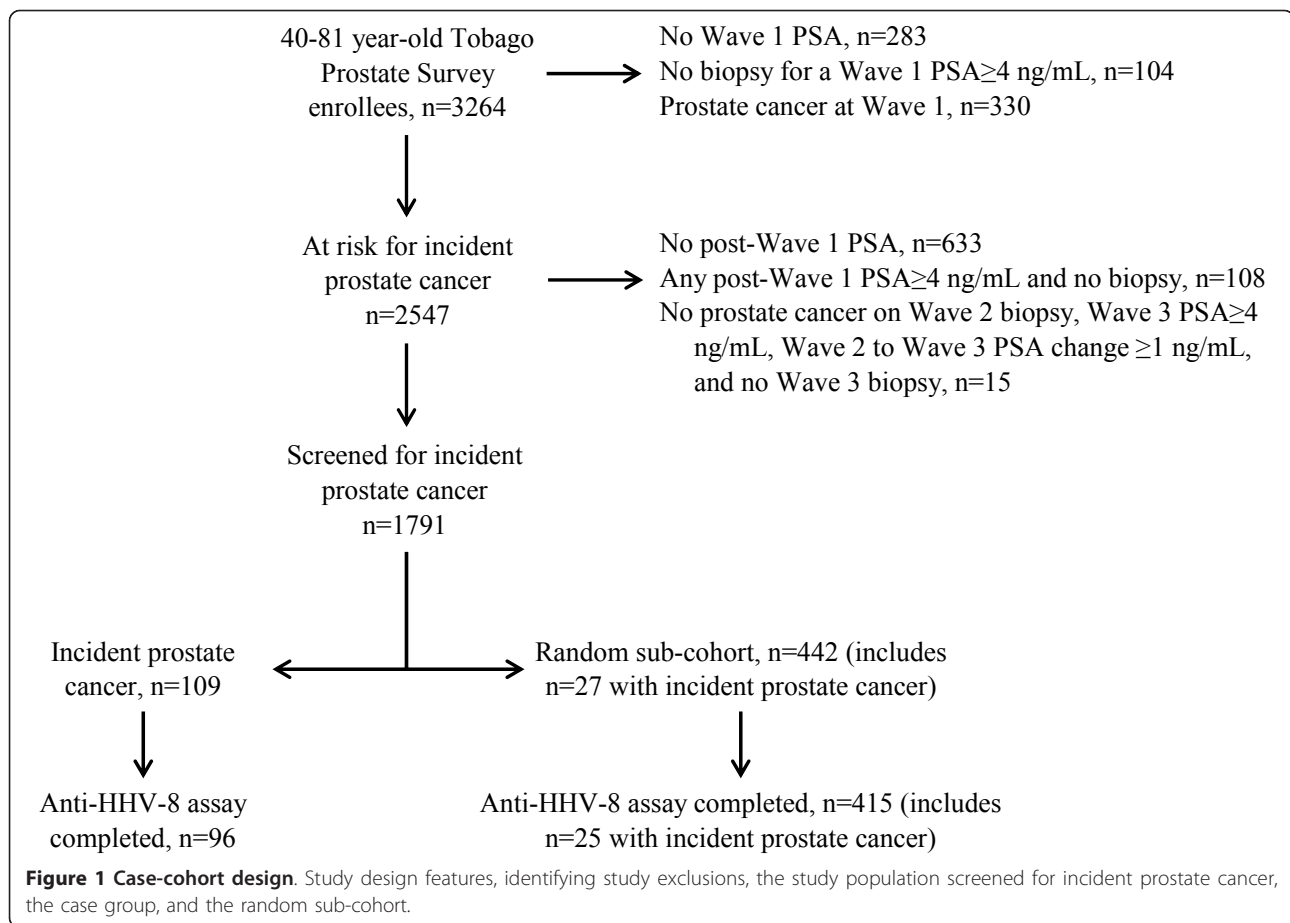 40-81 year-old Tobago
Prostate Survey
enrollees, n=3264
No Wave 1 PSA, n=283
No biopsy for a Wave 1 PSA≥4 ng/mL, n=104
Prostate cancer at Wave 1, n=330
At risk for incident
prostate cancer
n=2547
No post-Wave 1 PSA, n=633
Any post-Wave 1 PSA≥4 ng/mL and no biopsy, n=108
No prostate cancer on Wave 2 biopsy, Wave 3 PSA≥4
ng/mL, Wave 2 to Wave 3 PSA change ≥1 ng/mL,
and no Wave 3 biopsy, n=15
Screened for incident
prostate cancer
n=1791
Incident prostate
cancer, n=109
Random sub-cohort, n=442 (includes
n=27 with incident prostate cancer)
Anti-HHV-8 assay
completed, n=96
Anti-HHV-8 assay completed, n=415 (includes
n=25 with incident prostate cancer)
Figure 1 Case-cohort design. Study design features, identifying study exclusions, the study population screened for incident prostate cancer,
the case group, and the random sub-cohort.